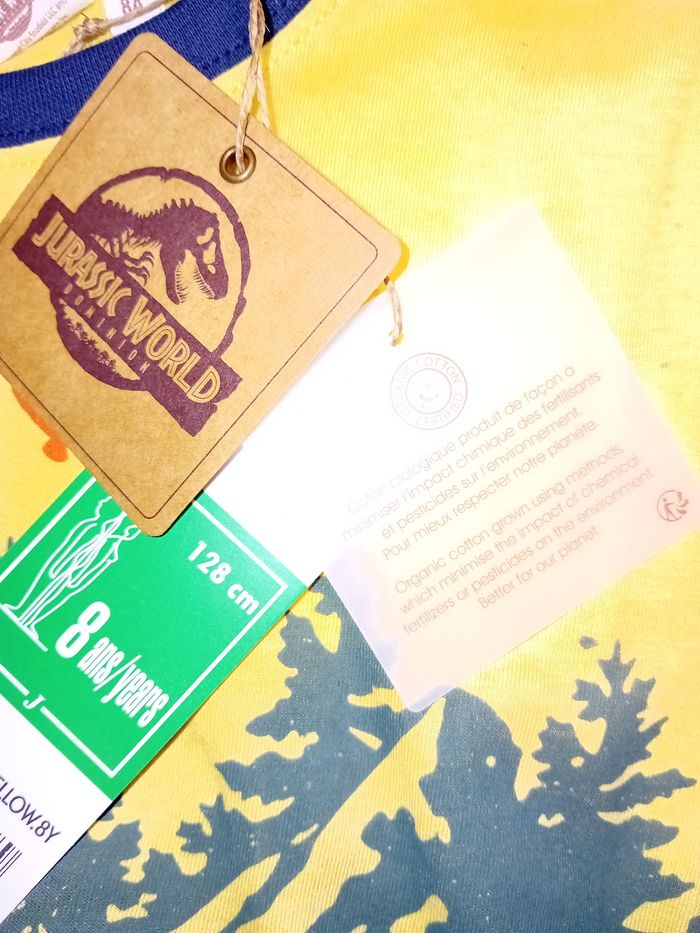 8A
JURASSIC WORLD
DOMINION
ORGANIC COTTON
CERTIFIED
Coton biologique produit de façon à
minimiser l'impact chimique des fertilisants
et pesticides sur l'environnement.
Pour mieux respecter notre planète.
Organic cotton grown using methods,
which minimise the impact of chemical
fertilizers or pesticides on the environment.
Better for our planet.
128 cm
8 ans/years
J